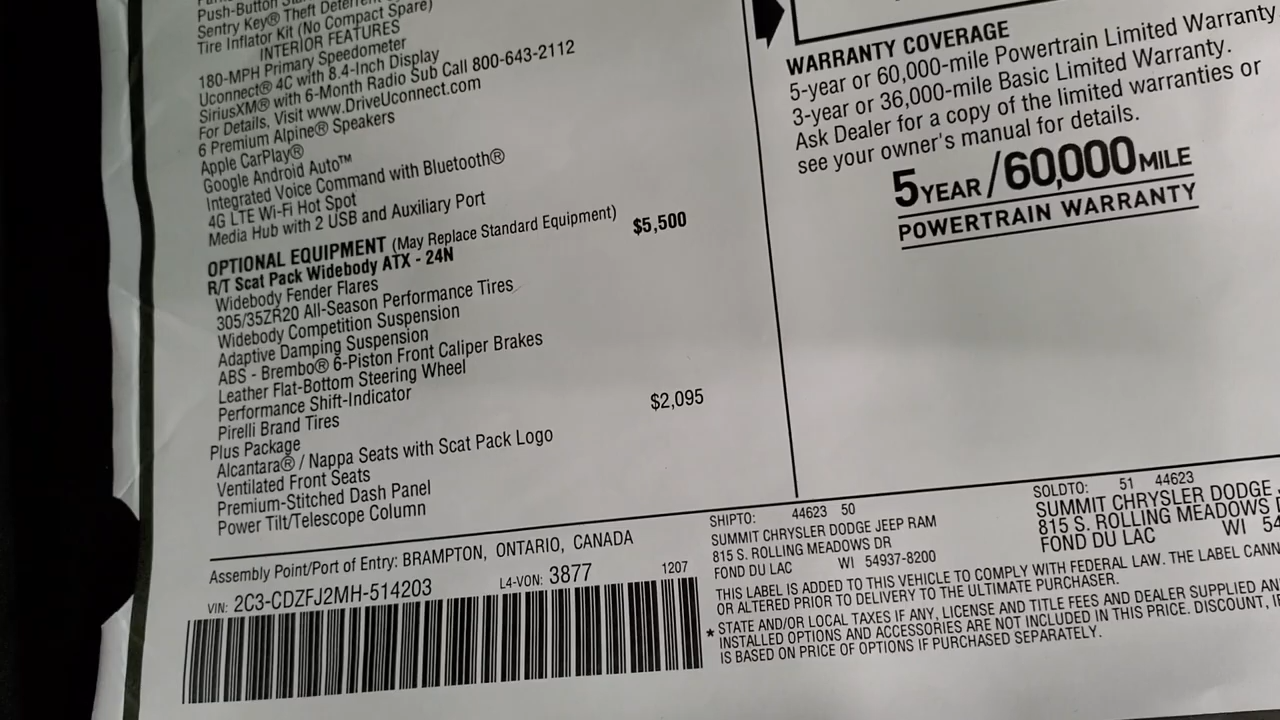 Push-Button
Sentry Key® Theft Deterrent
Tire Inflator Kit (No Compact Spare)
INTERIOR FEATURES
180-MPH Primary Speedometer
Uconnect® 4C with 8.4-Inch Display
SiriusXM® with 6-Month Radio Sub Call 800-643-2112
For Details, Visit www.DriveUconnect.com
6 Premium Alpine® Speakers
Apple CarPlay®
Google Android Auto™
Integrated Voice Command with Bluetooth®
4G LTE Wi-Fi Hot Spot
Media Hub with 2 USB and Auxiliary Port
OPTIONAL EQUIPMENT (May Replace Standard Equipment)
R/T Scat Pack Widebody ATX - 24N $5,500
Widebody Fender Flares
305/35ZR20 All-Season Performance Tires
Widebody Competition Suspension
Adaptive Damping Suspension
ABS - Brembo® 6-Piston Front Caliper Brakes
Leather Flat-Bottom Steering Wheel
Performance Shift-Indicator
Pirelli Brand Tires
Plus Package $2,095
Alcantara® / Nappa Seats with Scat Pack Logo
Ventilated Front Seats
Premium-Stitched Dash Panel
Power Tilt/Telescope Column
Assembly Point/Port of Entry: BRAMPTON, ONTARIO, CANADA
VIN: 2C3-CDZFJ2MH-514203 L4-VON: 3877 1207
WARRANTY COVERAGE
5-year or 60,000-mile Powertrain Limited Warranty
3-year or 36,000-mile Basic Limited Warranty.
Ask Dealer for a copy of the limited warranties or
see your owner's manual for details.
5 YEAR / 60,000 MILE
POWERTRAIN WARRANTY
SHIPTO: 44623 50
SUMMIT CHRYSLER DODGE JEEP RAM
815 S. ROLLING MEADOWS DR
FOND DU LAC WI 54937-8200
SOLDTO: 51 44623
SUMMIT CHRYSLER DODGE
815 S. ROLLING MEADOWS
FOND DU LAC WI 54
THIS LABEL IS ADDED TO THIS VEHICLE TO COMPLY WITH FEDERAL LAW. THE LABEL CANN
OR ALTERED PRIOR TO DELIVERY TO THE ULTIMATE PURCHASER.
* STATE AND/OR LOCAL TAXES IF ANY, LICENSE AND TITLE FEES AND DEALER SUPPLIED AN
INSTALLED OPTIONS AND ACCESSORIES ARE NOT INCLUDED IN THIS PRICE. DISCOUNT, I
IS BASED ON PRICE OF OPTIONS IF PURCHASED SEPARATELY.